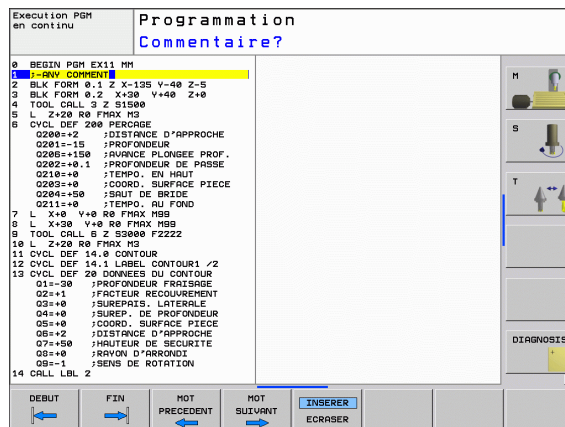 Execution PGM
en continu
Programmation
Commentaire?
0 BEGIN PGM EX11 MM
1 ;-ANY COMMENT
2 BLK FORM 0.1 Z X-135 Y-40 Z-5
3 BLK FORM 0.2 X+30 Y+40 Z+0
4 TOOL CALL 3 Z S1500
5 L Z+20 R0 FMAX M3
6 CYCL DEF 200 PERCAGE
Q200=+2 ;DISTANCE D'APPROCHE
Q201=-15 ;PROFONDEUR
Q206=+150 ;AVANCE PLONGEE PROF.
Q202=+0.1 ;PROFONDEUR DE PASSE
Q210=+0 ;TEMPO. EN HAUT
Q203=+0 ;COORD. SURFACE PIECE
Q204=+50 ;SAUT DE BRIDE
Q211=+0 ;TEMPO. AU FOND
7 L X+0 Y+0 R0 FMAX M99
8 L X+30 Y+0 R0 FMAX M99
9 TOOL CALL 6 Z S3000 F2222
10 L Z+20 R0 FMAX M3
11 CYCL DEF 14.0 CONTOUR
12 CYCL DEF 14.1 LABEL CONTOUR1 /2
13 CYCL DEF 20 DONNEES DU CONTOUR
Q1=-30 ;PROFONDEUR FRAISAGE
Q2=+1 ;FACTEUR RECOUVREMENT
Q3=+0 ;SUREPAIS. LATERALE
Q4=+0 ;SUREP. DE PROFONDEUR
Q5=+0 ;COORD. SURFACE PIECE
Q6=+2 ;DISTANCE D'APPROCHE
Q7=+50 ;HAUTEUR DE SECURITE
Q8=+0 ;RAYON D'ARRONDI
Q9=-1 ;SENS DE ROTATION
14 CALL LBL 2
M
S
T
DIAGNOSIS
DEBUT
FIN
MOT
PRECEDENT
MOT
SUIVANT
INSERER
ECRASER